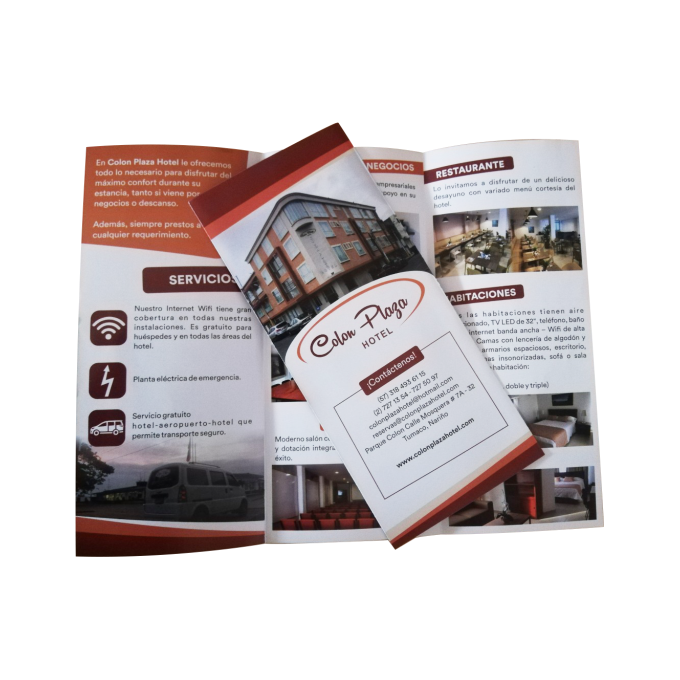 En Colon Plaza Hotel le ofrecemos
todo lo necesario para disfrutar del
máximo confort durante su
estancia, tanto si viene por
negocios o descanso.
Además, siempre prestos a
cualquier requerimiento.
SERVICIOS
Nuestro Internet Wifi tiene gran
cobertura en todas nuestras
instalaciones. Es gratuito para
huéspedes y en todas las áreas del
hotel.
Planta eléctrica de emergencia.
Servicio gratuito
hotel-aeropuerto-hotel que
permite transporte seguro.
NEGOCIOS
empresariales
en su
Moderno salón
y dotación
éxito.
Colon Plaza
HOTEL
¡Contáctenos!
(57) 318 493 61 15
(2) 727 13 54- 727 50 97
colonplazahotel@hotmail.com
reservas@colonplazahotel.com
Parque Colon Calle Mosquera # 7A - 32
Tumaco, Nariño
www.colonplazahotel.com
RESTAURANTE
Lo invitamos a disfrutar de un delicioso
desayuno con variado menú cortesía del
hotel.
HABITACIONES
las habitaciones tienen aire
TV LED de 32", teléfono, baño
banda ancha – Wifi de alta
Camas con lencería de algodón y
armarios espaciosos, escritorio,
insonorizadas, sofá o sala
habitación:
doble y triple)